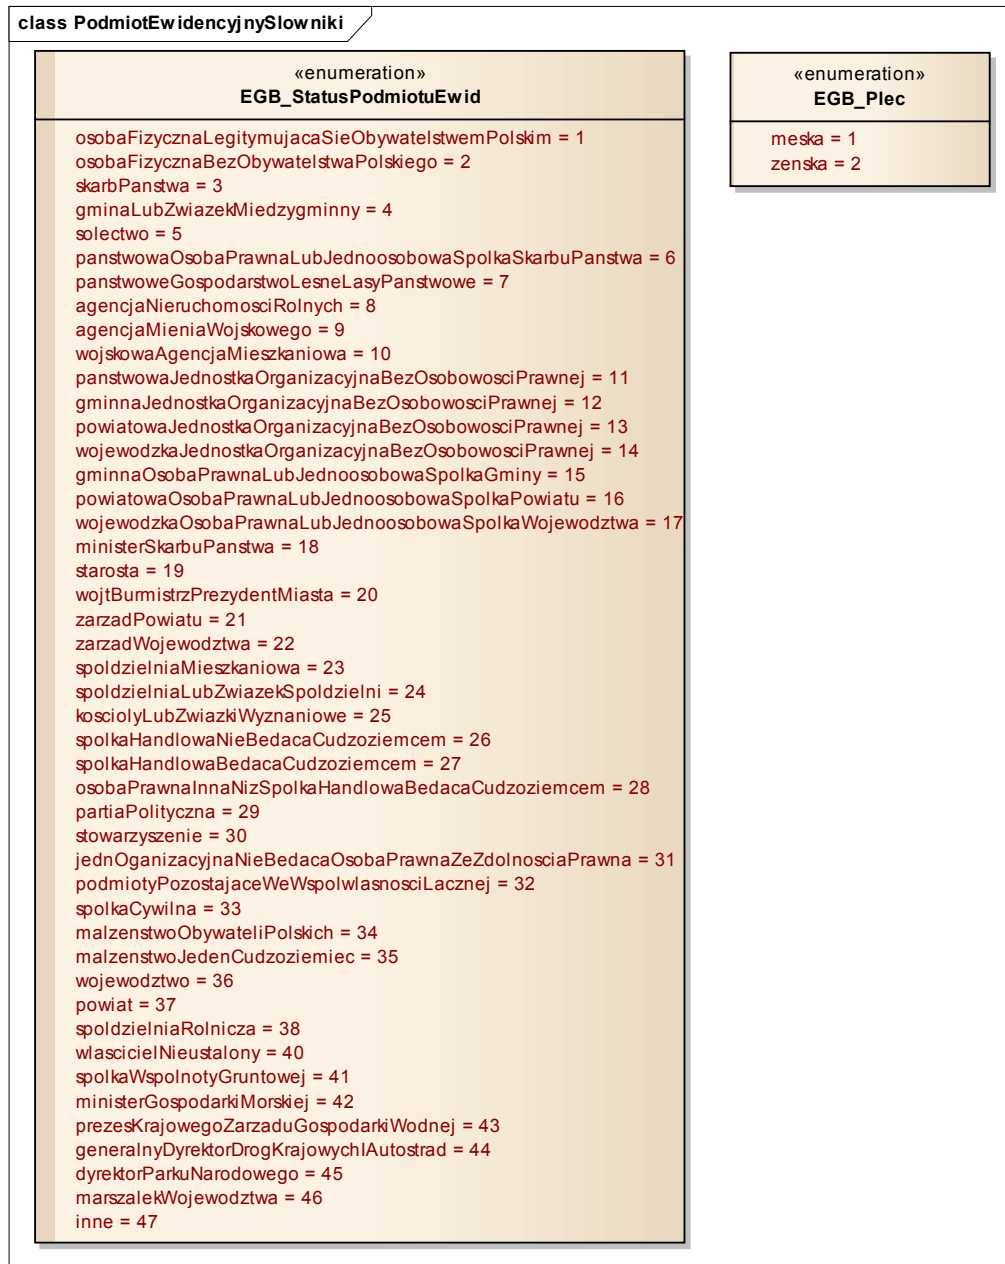 class PodmiotEwidencyjnySlowniki
«enumeration»
EGB_StatusPodmiotuEwid
osobaFizycznaLegitymujacaSieObywatelstwemPolskim = 1
osobaFizycznaBezObywatelstwaPolskiego = 2
skarbPanstwa = 3
gminaLubZwiazekMiedzygminny = 4
solectwo = 5
panstwowaOsobaPrawnaLubJednoosobowaSpolkaSkarbuPanstwa = 6
panstwoweGospodarstwoLesneLasyPanstwowe = 7
agencjaNieruchomosciRolnych = 8
agencjaMieniaWojskowego = 9
wojskowaAgencjaMieszkaniowa = 10
panstwowaJednostkaOrganizacyjnaBezOsobowosciPrawnej = 11
gminnaJednostkaOrganizacyjnaBezOsobowosciPrawnej = 12
powiatowaJednostkaOrganizacyjnaBezOsobowosciPrawnej = 13
wojewodzkaJednostkaOrganizacyjnaBezOsobowosciPrawnej = 14
gminnaOsobaPrawnaLubJednoosobowaSpolkaGminy = 15
powiatowaOsobaPrawnaLubJednoosobowaSpolkaPowiatu = 16
wojewodzkaOsobaPrawnaLubJednoosobowaSpolkaWojewodztwa = 17
ministerSkarbuPanstwa = 18
starosta = 19
wojtBurmistrzPrezydentMiasta = 20
zarzadPowiatu = 21
zarzadWojewodztwa = 22
spoldzielniaMieszkaniowa = 23
spoldzielniaLubZwiazekSpoldzielni = 24
kosciolyLubZwiazkiWyznaniowe = 25
spolkaHandlowaNieBedacaCudzoziemcem = 26
spolkaHandlowaBedacaCudzoziemcem = 27
osobaPrawnaInnaNizSpolkaHandlowaBedacaCudzoziemcem = 28
partiaPolityczna = 29
stowarzyszenie = 30
jednOganizacyjnaNieBedacaOsobaPrawnaZeZdolnosciaPrawna = 31
podmiotyPozostajaceWeWspolwlasnosciLacznej = 32
spolkaCywilna = 33
malzenstwoObywateliPolskich = 34
malzenstwoJedenCudzoziemiec = 35
wojewodztwo = 36
powiat = 37
spoldzielniaRolnicza = 38
wlascicielNieustalony = 40
spolkaWspolnotyGruntowej = 41
ministerGospodarkiMorskiej = 42
prezesKrajowegoZarzaduGospodarkiWodnej = 43
generalnyDyrektorDrogKrajowychIAutostrad = 44
dyrektorParkuNarodowego = 45
marszalekWojewodztwa = 46
inne = 47
«enumeration»
EGB_Plec
meska = 1
zenska = 2